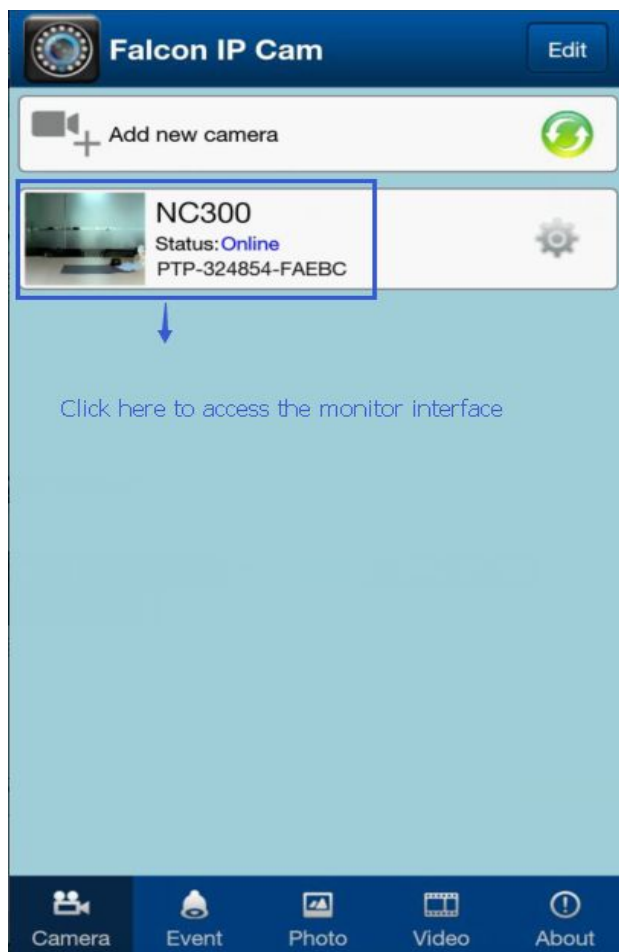 Falcon IP Cam
Edit
Add new camera
NC300
Status:Online
PTP-324854-FAEBC
Click here to access the monitor interface
Camera
Event
Photo
Video
About